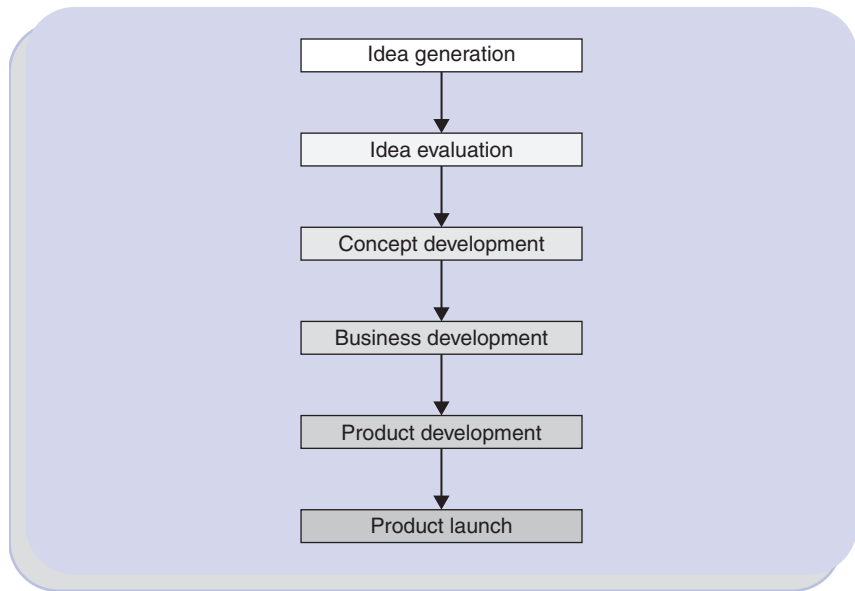 Idea generation
Idea evaluation
Concept development
Business development
Product development
Product launch